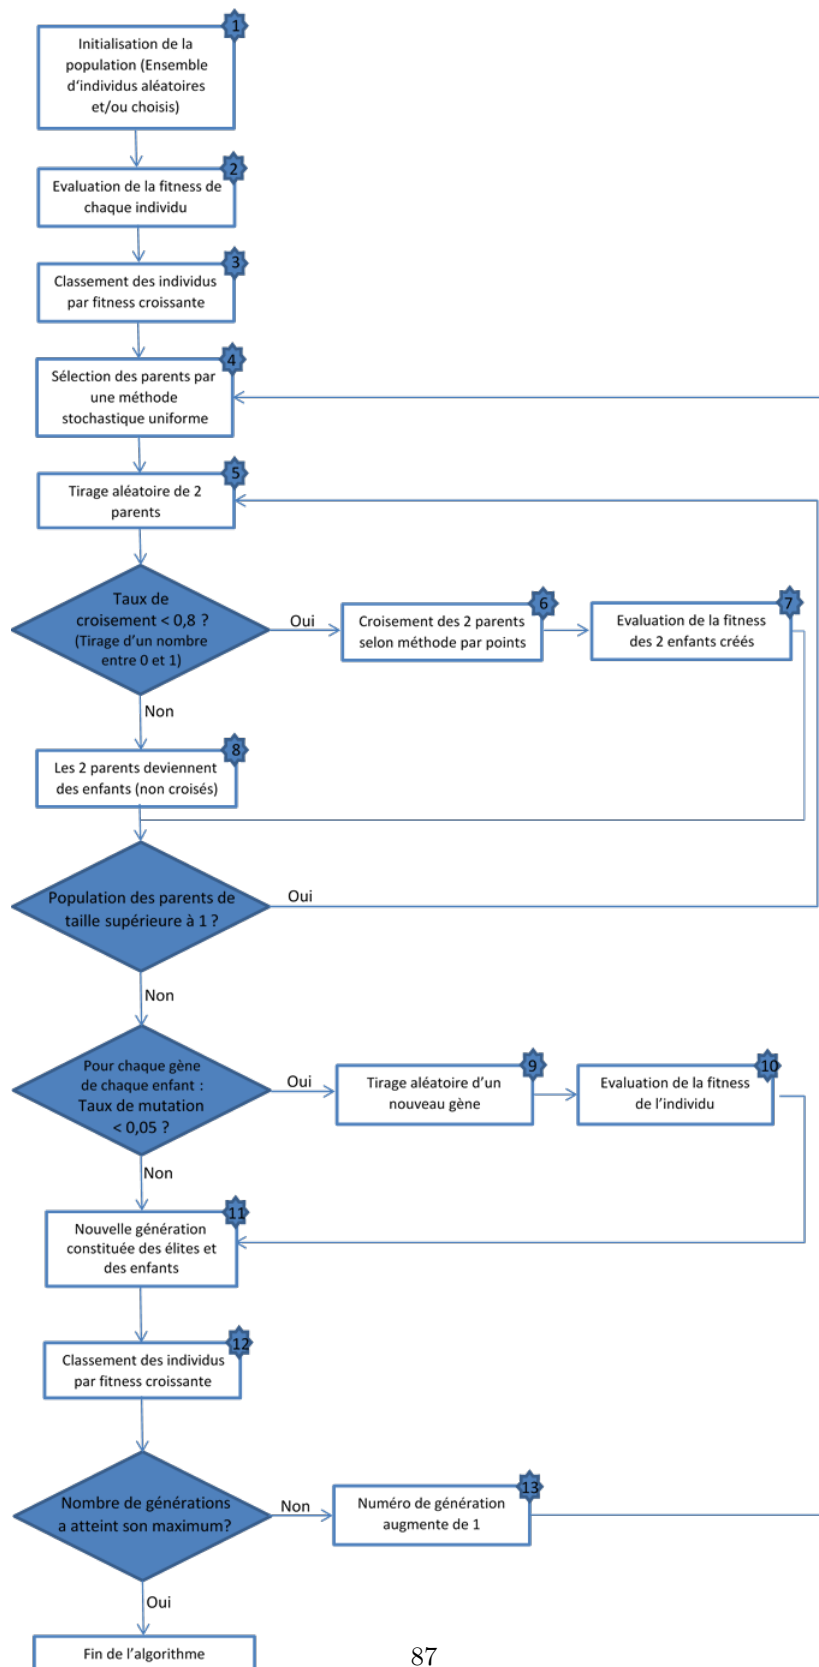 1
Initialisation de la
population (Ensemble
d'individus aléatoires
et/ou choisis)
2
Evaluation de la fitness de
chaque individu
3
Classement des individus
par fitness croissante
4
Sélection des parents par
une méthode
stochastique uniforme
5
Tirage aléatoire de 2
parents
Taux de
croisement < 0,8 ?
(Tirage d'un nombre
entre 0 et 1)
Oui
6
Croisement des 2 parents
selon méthode par points
7
Evaluation de la fitness
des 2 enfants créés
Non
8
Les 2 parents deviennent
des enfants (non croisés)
Population des parents de
taille supérieure à 1 ?
Oui
Non
Pour chaque gène
de chaque enfant :
Taux de mutation
< 0,05 ?
Oui
9
Tirage aléatoire d'un
nouveau gène
10
Evaluation de la fitness
de l'individu
Non
11
Nouvelle génération
constituée des élites et
des enfants
12
Classement des individus
par fitness croissante
Nombre de générations
a atteint son maximum?
Non
13
Numéro de génération
augmente de 1
Oui
Fin de l'algorithme
87